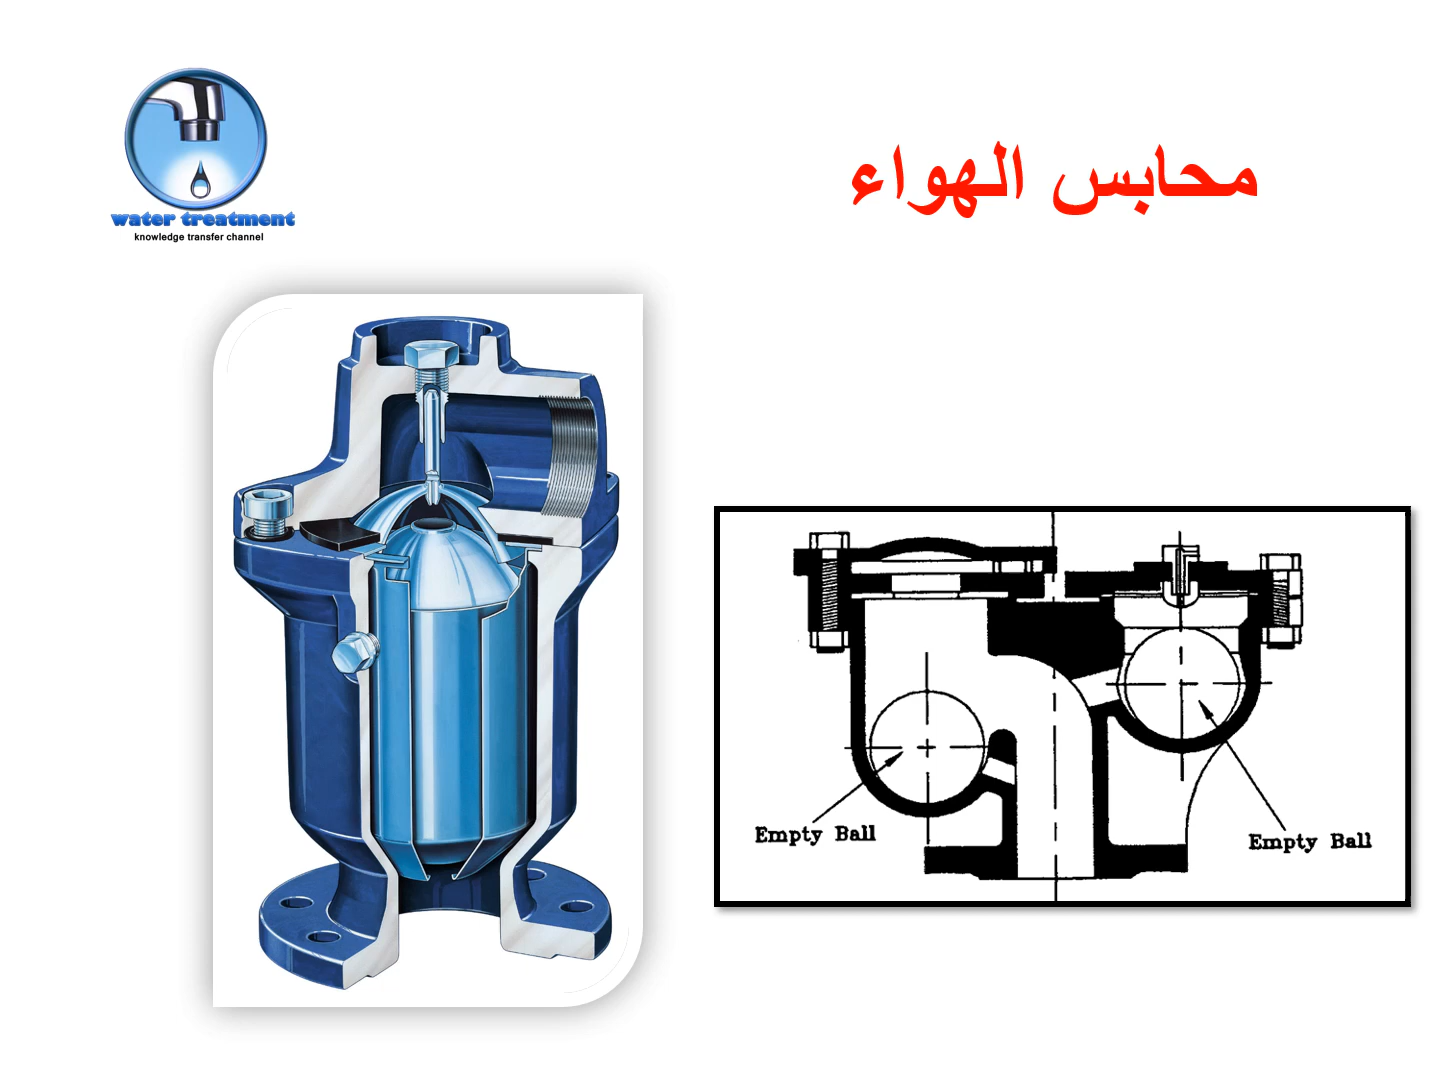 water treatment
knowledge transfer channel
محابس الهواء
Empty Ball
Empty Ball